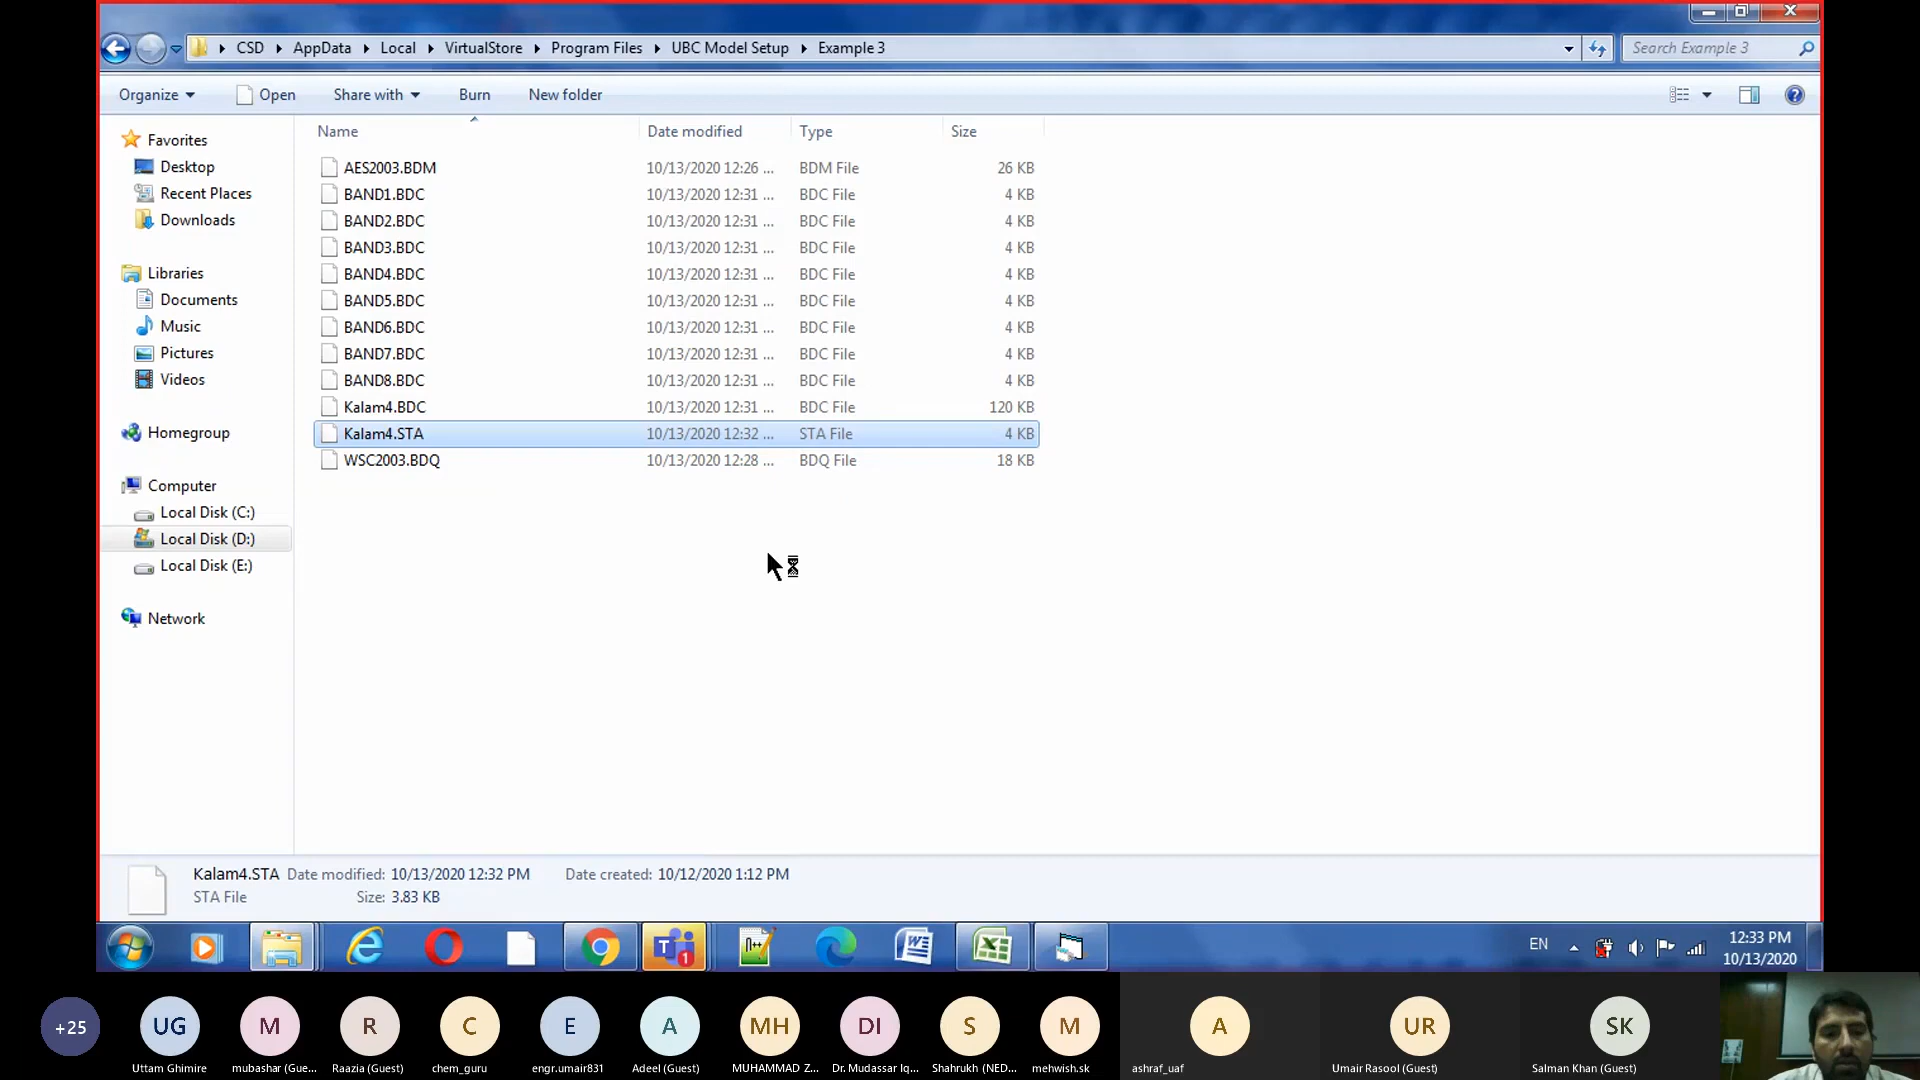 CSD AppData Local VirtualStore Program Files UBC Model Setup Example 3 Search Example 3
Organize Open Share with Burn New folder
Name Date modified Type Size
Favorites
Desktop
Recent Places
Downloads
Libraries
Documents
Music
Pictures
Videos
Homegroup
Computer
Local Disk (C:)
Local Disk (D:)
Local Disk (E:)
Network
AES2003.BDM 10/13/2020 12:26 ... BDM File 26 KB
BAND1.BDC 10/13/2020 12:31 ... BDC File 4 KB
BAND2.BDC 10/13/2020 12:31 ... BDC File 4 KB
BAND3.BDC 10/13/2020 12:31 ... BDC File 4 KB
BAND4.BDC 10/13/2020 12:31 ... BDC File 4 KB
BAND5.BDC 10/13/2020 12:31 ... BDC File 4 KB
BAND6.BDC 10/13/2020 12:31 ... BDC File 4 KB
BAND7.BDC 10/13/2020 12:31 ... BDC File 4 KB
BAND8.BDC 10/13/2020 12:31 ... BDC File 4 KB
Kalam4.BDC 10/13/2020 12:31 ... BDC File 120 KB
Kalam4.STA 10/13/2020 12:32 ... STA File 4 KB
WSC2003.BDQ 10/13/2020 12:28 ... BDQ File 18 KB
Kalam4.STA Date modified: 10/13/2020 12:32 PM Date created: 10/12/2020 1:12 PM
STA File Size: 3.83 KB
EN 12:33 PM
10/13/2020
+25 UG M R C E A MH DI S M A UR SK
Uttam Ghimire mubashar (Gue... Raazia (Guest) chem_guru engr.umair831 Adeel (Guest) MUHAMMAD Z... Dr. Mudassar Iq... Shahrukh (NED... mehwish.sk ashraf_uaf Umair Rasool (Guest) Salman Khan (Guest)